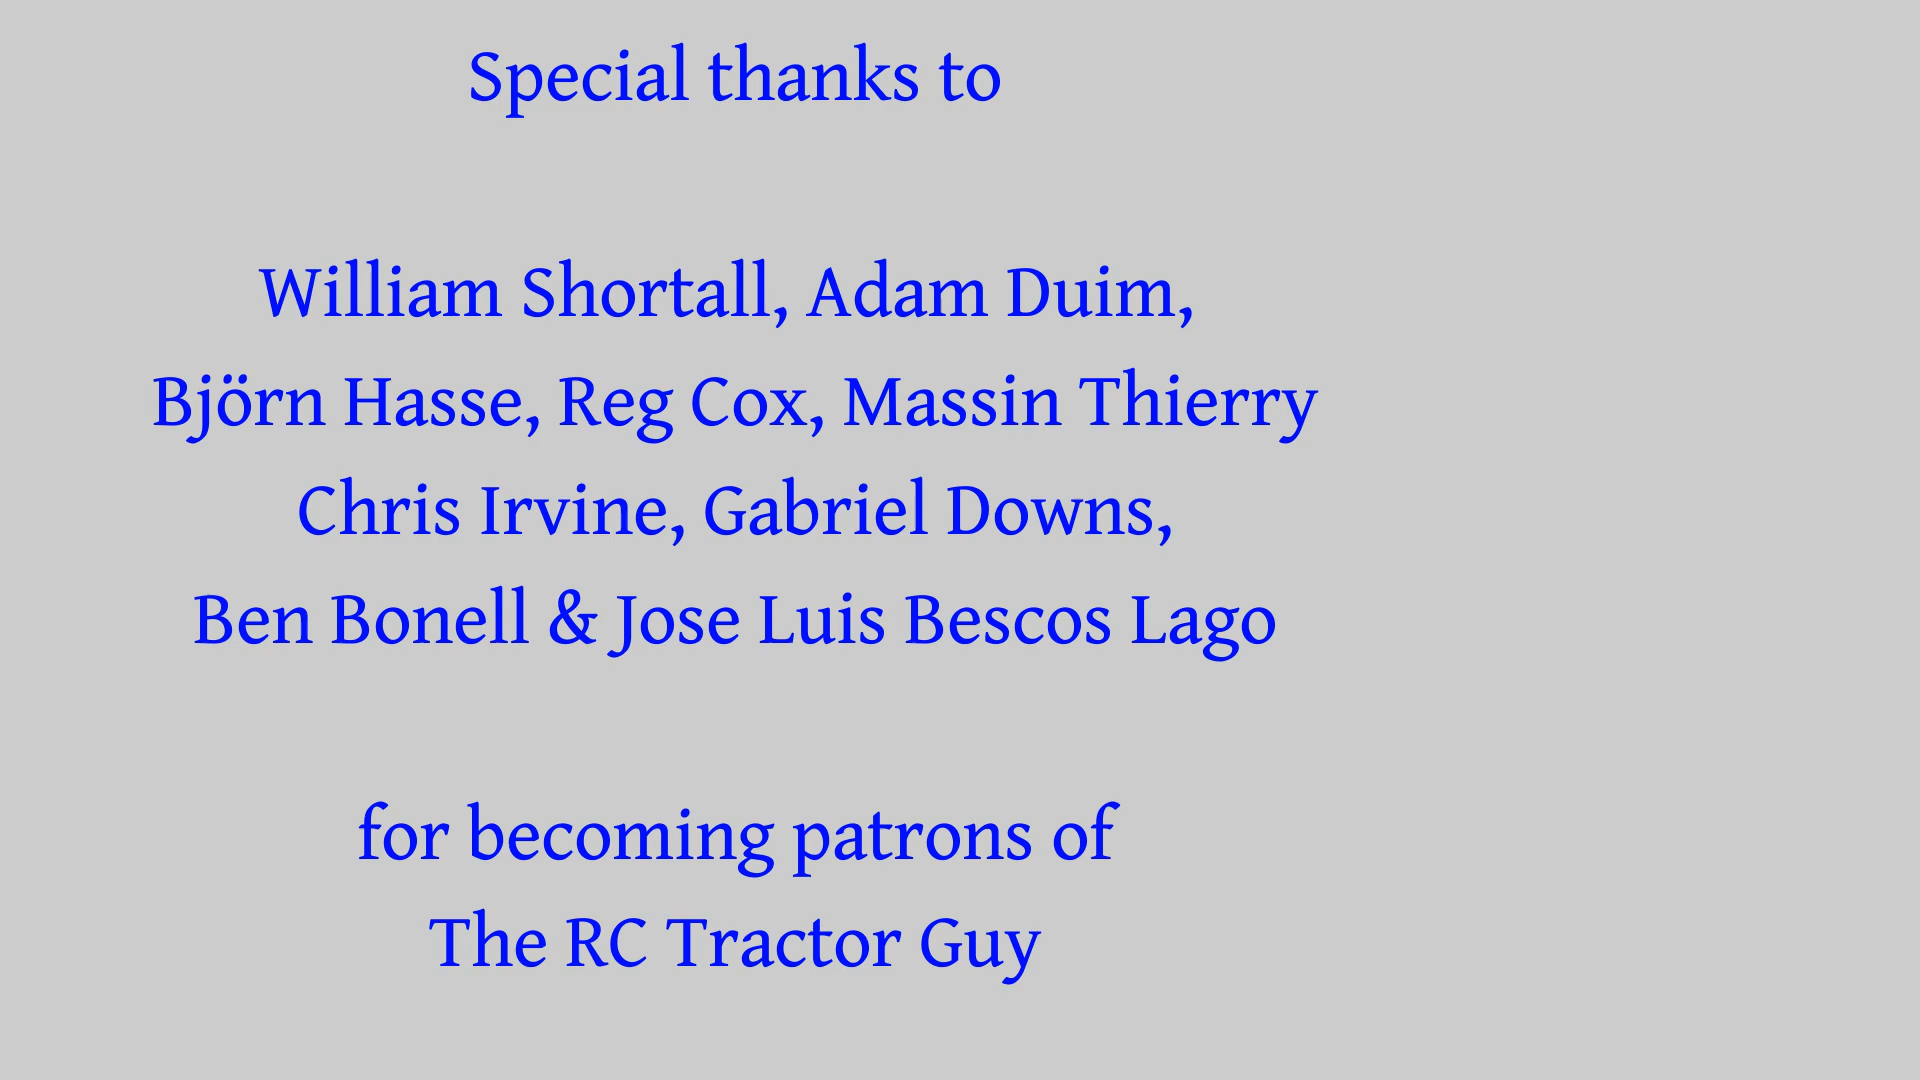 Special thanks to
William Shortall, Adam Duim,
Björn Hasse, Reg Cox, Massin Thierry
Chris Irvine, Gabriel Downs,
Ben Bonell & Jose Luis Bescos Lago
for becoming patrons of
The RC Tractor Guy